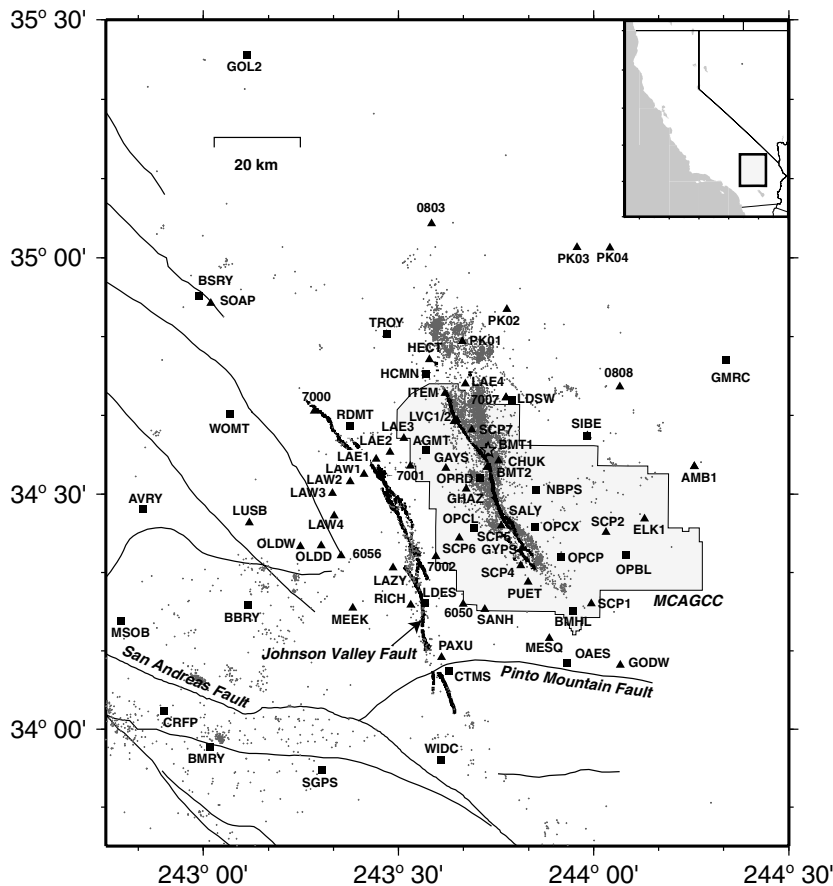 35° 30'
GOL2
20 km
0803
35° 00'
PK03
PK04
BSRY
SOAP
TROY
PK02
PK01
HECT
HCMN
LAE4
0808
GMRC
7000
ITEM
7007
LDSW
WOMT
RDMT
LVC1/2
LAE3
SCP7
SIBE
LAE2
AGMT
BMT1
LAE1
GAYS
CHUK
LAW1
7001
OPRD
BMT2
AMB1
34° 30'
LAW2
LAW3
GHAZ
NBPS
AVRY
LUSB
LAW4
OPCL
SALY
SCP5
OPCX
SCP2
ELK1
OLDW
OLDD
6056
SCP6
GYPS
7002
OPCP
OPBL
LAZY
SCP4
PUET
BBRY
MEEK
RICH
LDES
6050
SANH
SCP1
BMHL
MCAGCC
MSOB
Johnson Valley Fault
PAXU
MESQ
OAES
GODW
San Andreas Fault
CTMS
Pinto Mountain Fault
34° 00'
CRFP
BMRY
WIDC
SGPS
243° 00'
243° 30'
244° 00'
244° 30'